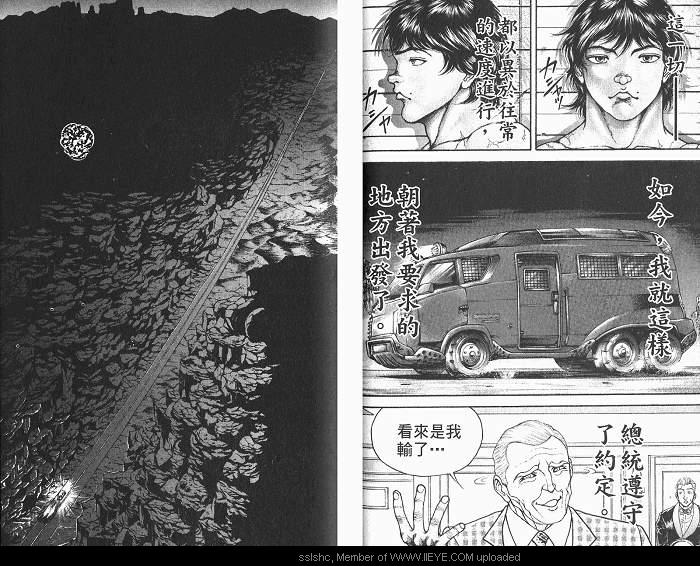 這一切——
都以異於往常
的速度進行，
カシャ
カシャッ
如今，我就這樣
朝著我要求的
地方出發了。
總統遵守
了約定。
看來是我
輸了…
sslshc, Member of WWW.IIEYE.COM uploaded